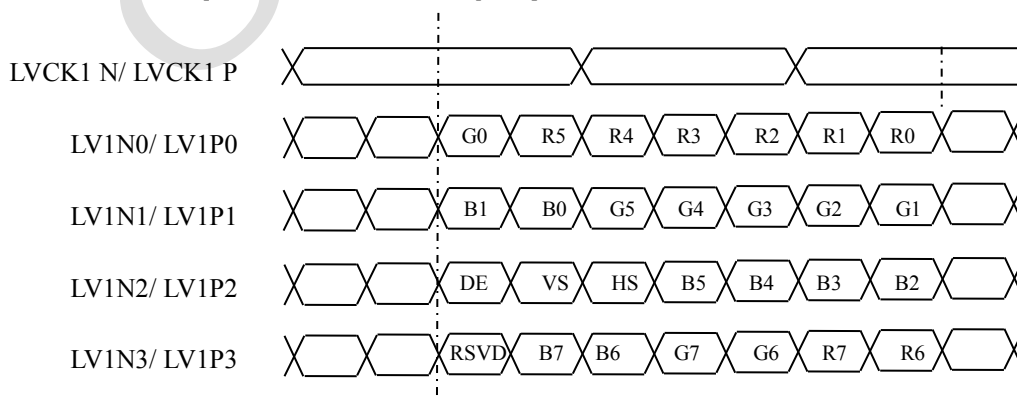 LVCK1 N/ LVCK1 P
LV1N0/ LV1P0 G0 R5 R4 R3 R2 R1 R0
LV1N1/ LV1P1 B1 B0 G5 G4 G3 G2 G1
LV1N2/ LV1P2 DE VS HS B5 B4 B3 B2
LV1N3/ LV1P3 RSVD B7 B6 G7 G6 R7 R6